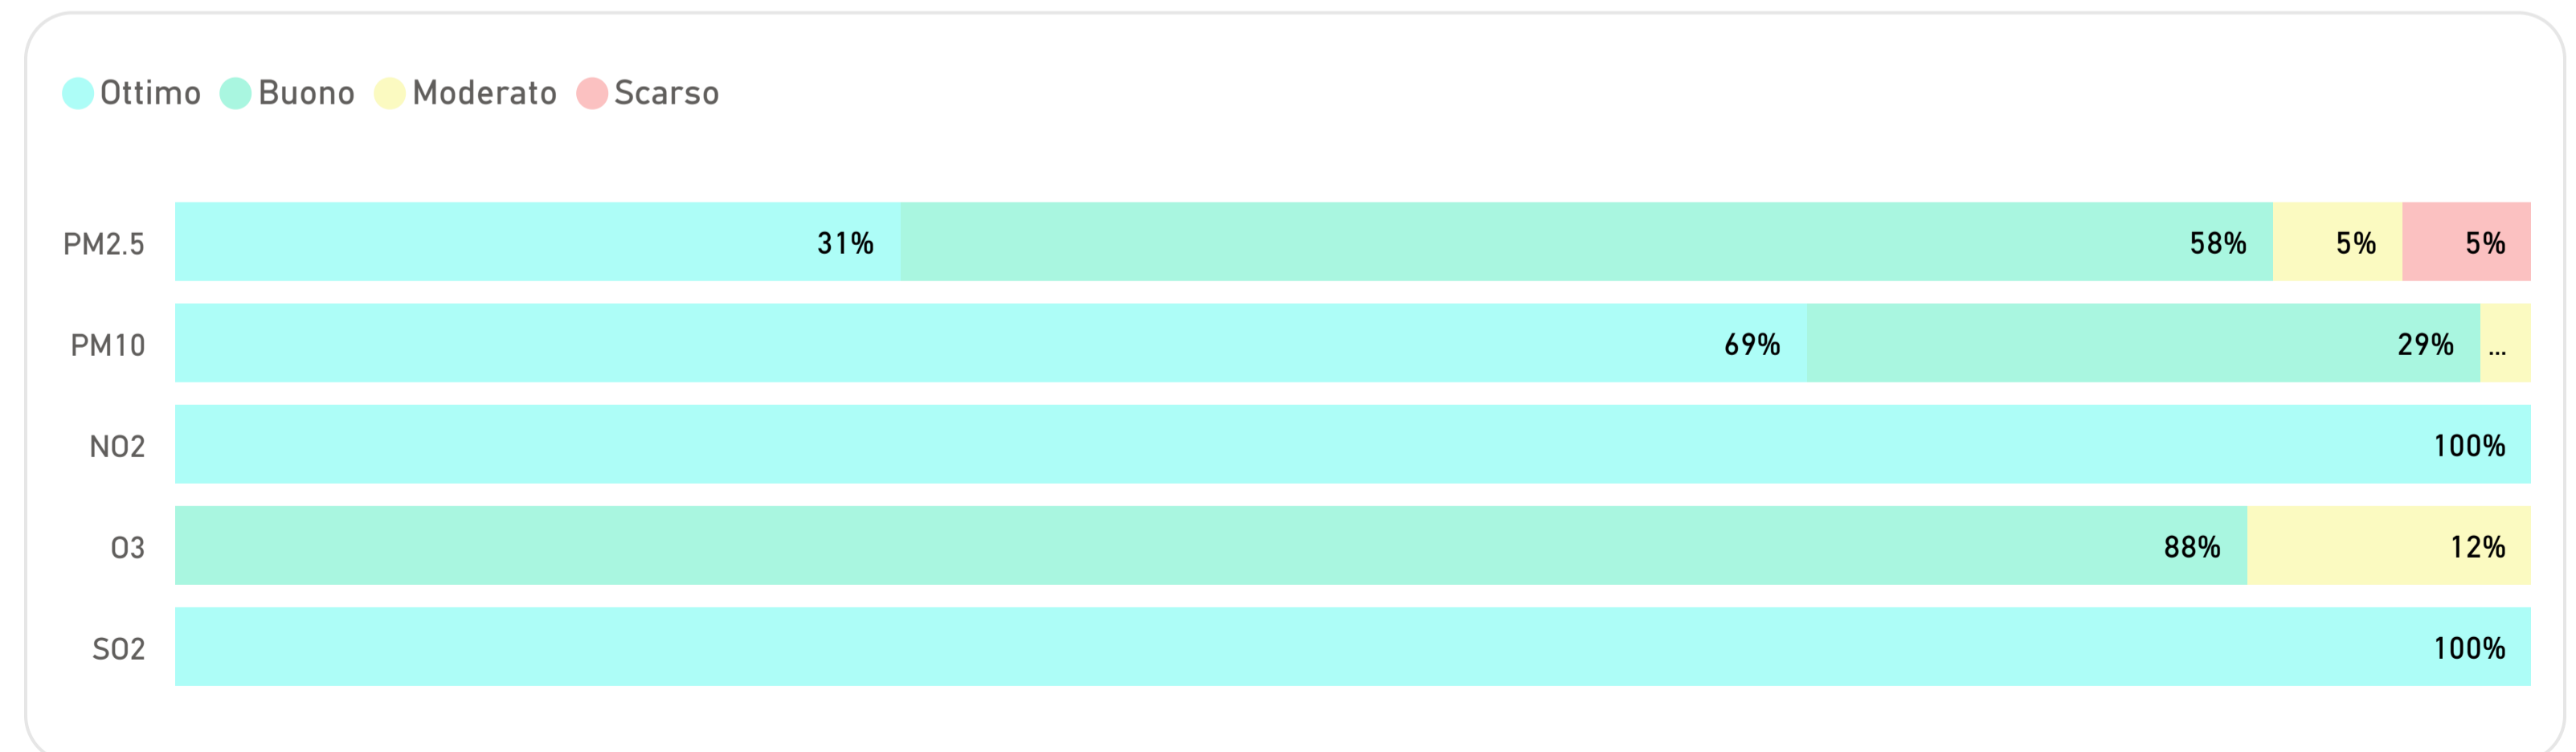 Ottimo Buono Moderato Scarso
PM2.5 31% 58% 5% 5%
PM10 69% 29% ...
NO2 100%
O3 88% 12%
SO2 100%